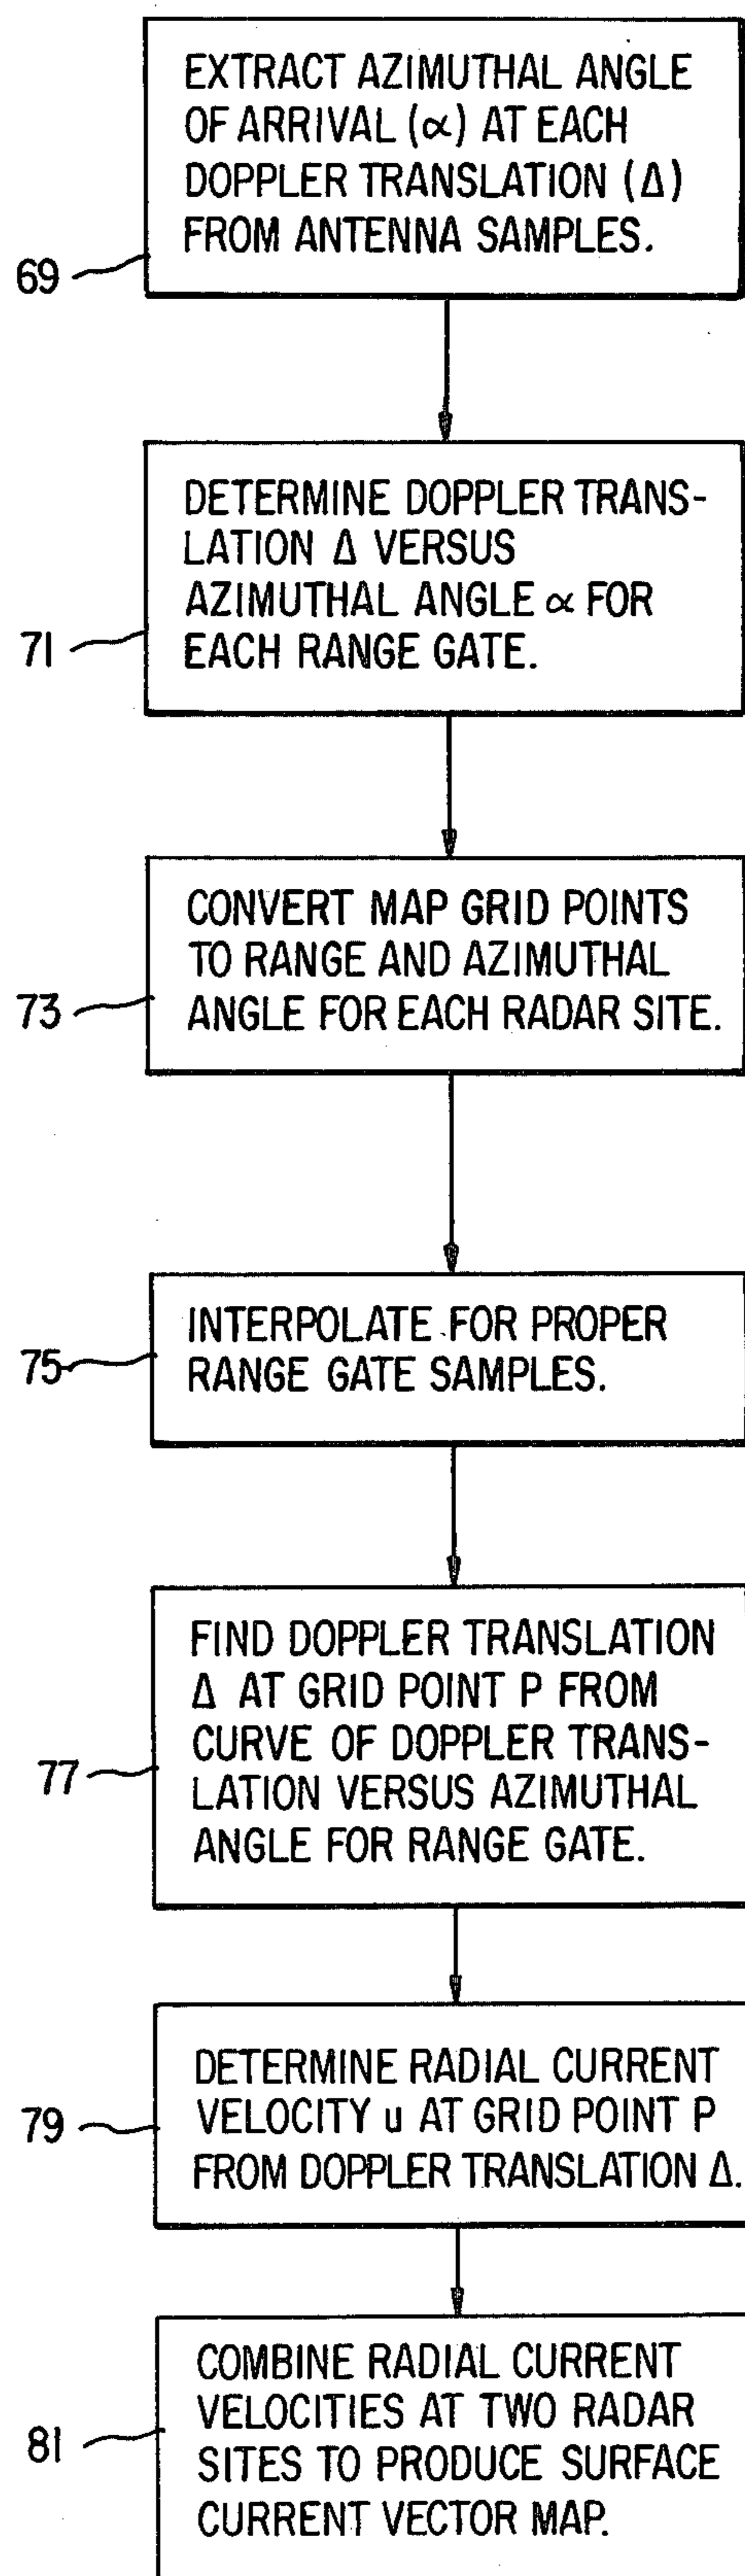 EXTRACT AZIMUTHAL ANGLE
OF ARRIVAL (∝) AT EACH
DOPPLER TRANSLATION (Δ)
FROM ANTENNA SAMPLES.
69
DETERMINE DOPPLER TRANS-
LATION Δ VERSUS
AZIMUTHAL ANGLE ∝ FOR
EACH RANGE GATE.
71
CONVERT MAP GRID POINTS
TO RANGE AND AZIMUTHAL
ANGLE FOR EACH RADAR SITE.
73
INTERPOLATE FOR PROPER
RANGE GATE SAMPLES.
75
FIND DOPPLER TRANSLATION
Δ AT GRID POINT P FROM
CURVE OF DOPPLER TRANS-
LATION VERSUS AZIMUTHAL
ANGLE FOR RANGE GATE.
77
DETERMINE RADIAL CURRENT
VELOCITY u AT GRID POINT P
FROM DOPPLER TRANSLATION Δ.
79
COMBINE RADIAL CURRENT
VELOCITIES AT TWO RADAR
SITES TO PRODUCE SURFACE
CURRENT VECTOR MAP.
81